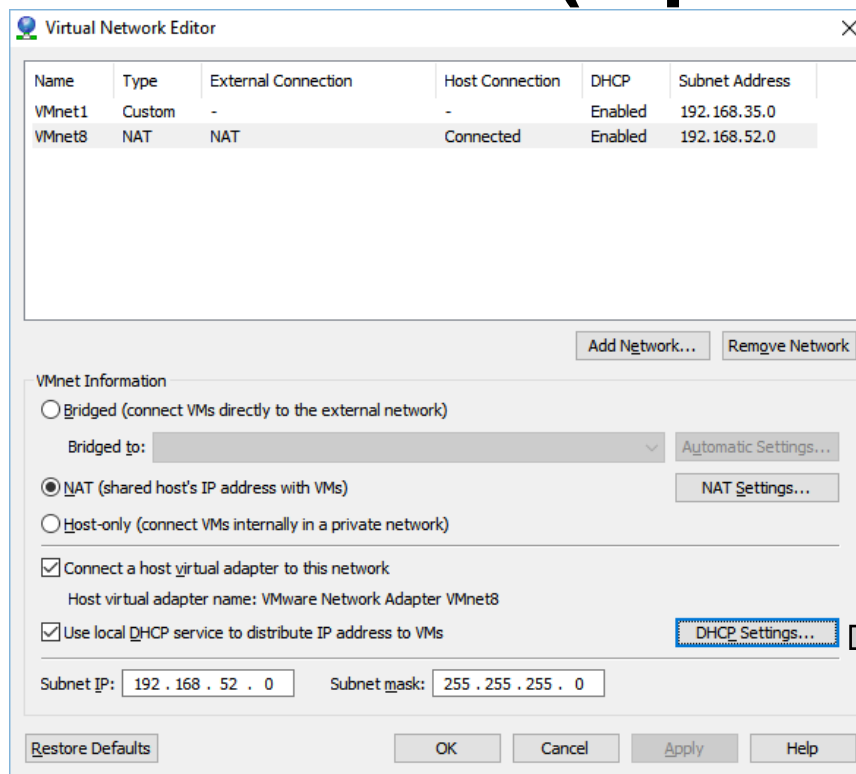 Virtual Network Editor
Name Type External Connection Host Connection DHCP Subnet Address
VMnet1 Custom - - Enabled 192.168.35.0
VMnet8 NAT NAT Connected Enabled 192.168.52.0
Add Network... Remove Network
VMnet Information
Bridged (connect VMs directly to the external network)
Bridged to: Automatic Settings...
NAT (shared host's IP address with VMs) NAT Settings...
Host-only (connect VMs internally in a private network)
Connect a host virtual adapter to this network
Host virtual adapter name: VMware Network Adapter VMnet8
Use local DHCP service to distribute IP address to VMs DHCP Settings...
Subnet IP: 192 . 168 . 52 . 0 Subnet mask: 255 . 255 . 255 . 0
Restore Defaults OK Cancel Apply Help